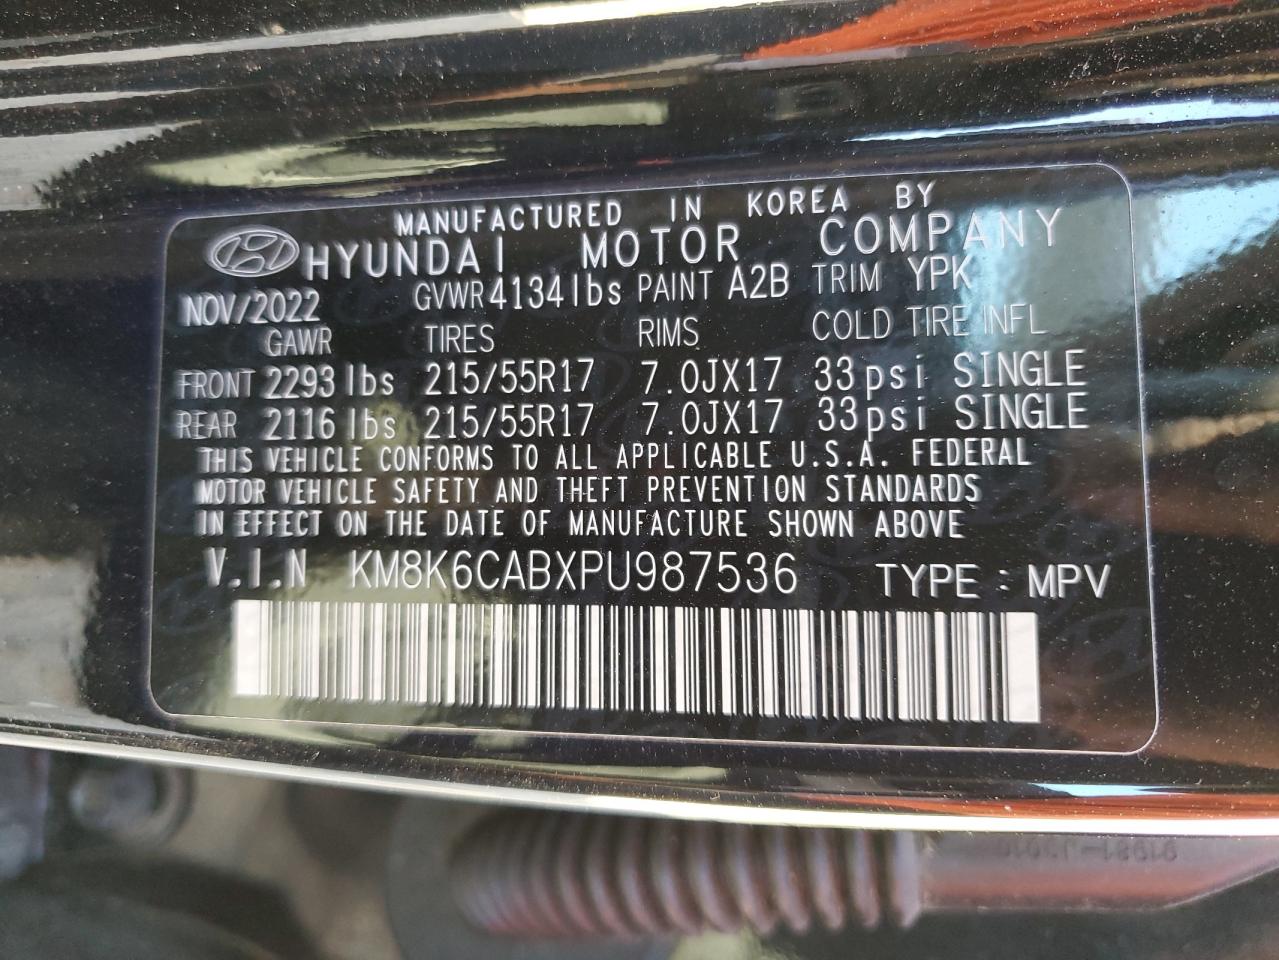 MANUFACTURED IN KOREA BY
HYUNDAI MOTOR COMPANY
NOV/2022 GVWR 4134lbs PAINT A2B TRIM YPK
GAWR TIRES RIMS COLD TIRE INFL
FRONT 2293lbs 215/55R17 7.0JX17 33psi SINGLE
REAR 2116lbs 215/55R17 7.0JX17 33psi SINGLE
THIS VEHICLE CONFORMS TO ALL APPLICABLE U.S.A. FEDERAL
MOTOR VEHICLE SAFETY AND THEFT PREVENTION STANDARDS
IN EFFECT ON THE DATE OF MANUFACTURE SHOWN ABOVE
V.I.N KM8K6CABXPU987536 TYPE : MPV